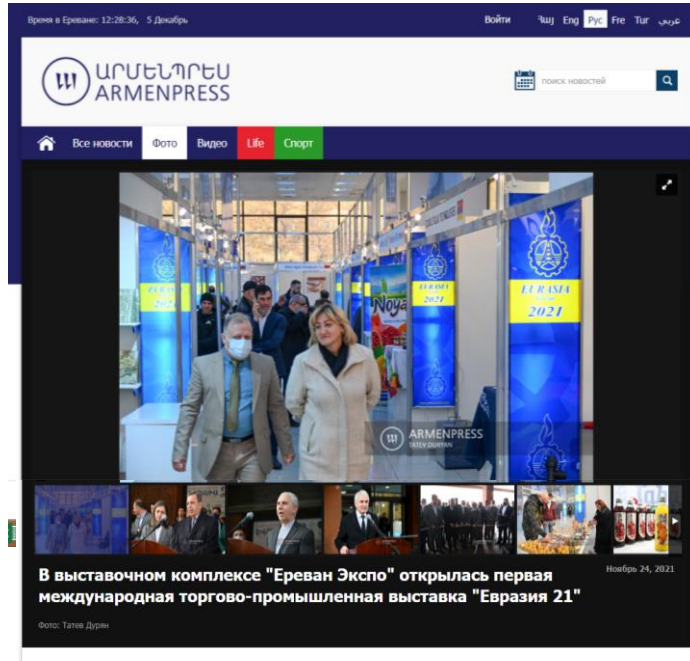 Время в Ереване: 12:28:36, 5 Декабрь
Войти Հայ Eng Рус Fre Tur عربي
ԱՐՄԵՆՊՐԵՍ
ARMENPRESS
поиск новостей
Все новости Фото Видео Life Спорт
EURASIA
2021
Noyan
EURASIA
2021
ARMENPRESS
TATEV DURYAN
В выставочном комплексе "Ереван Экспо" открылась первая
международная торгово-промышленная выставка "Евразия 21"
Ноябрь 24, 2021
Фото: Татев Дурян